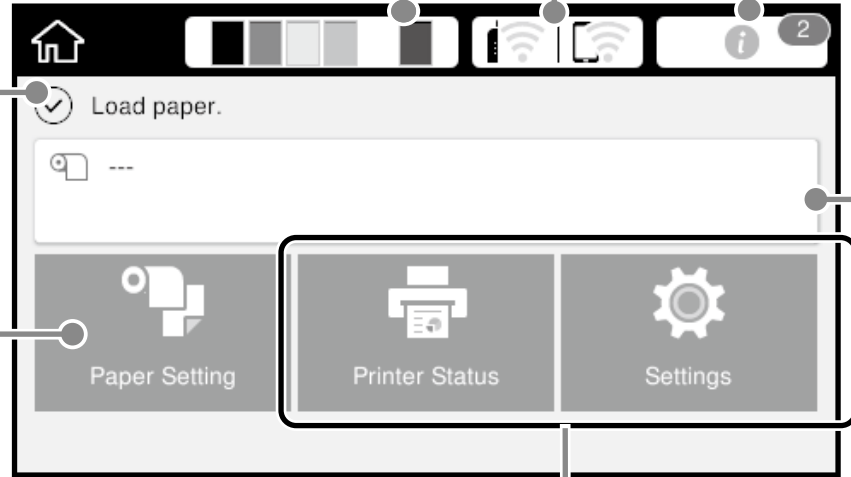 2
Load paper.
---
Paper Setting
Printer Status
Settings